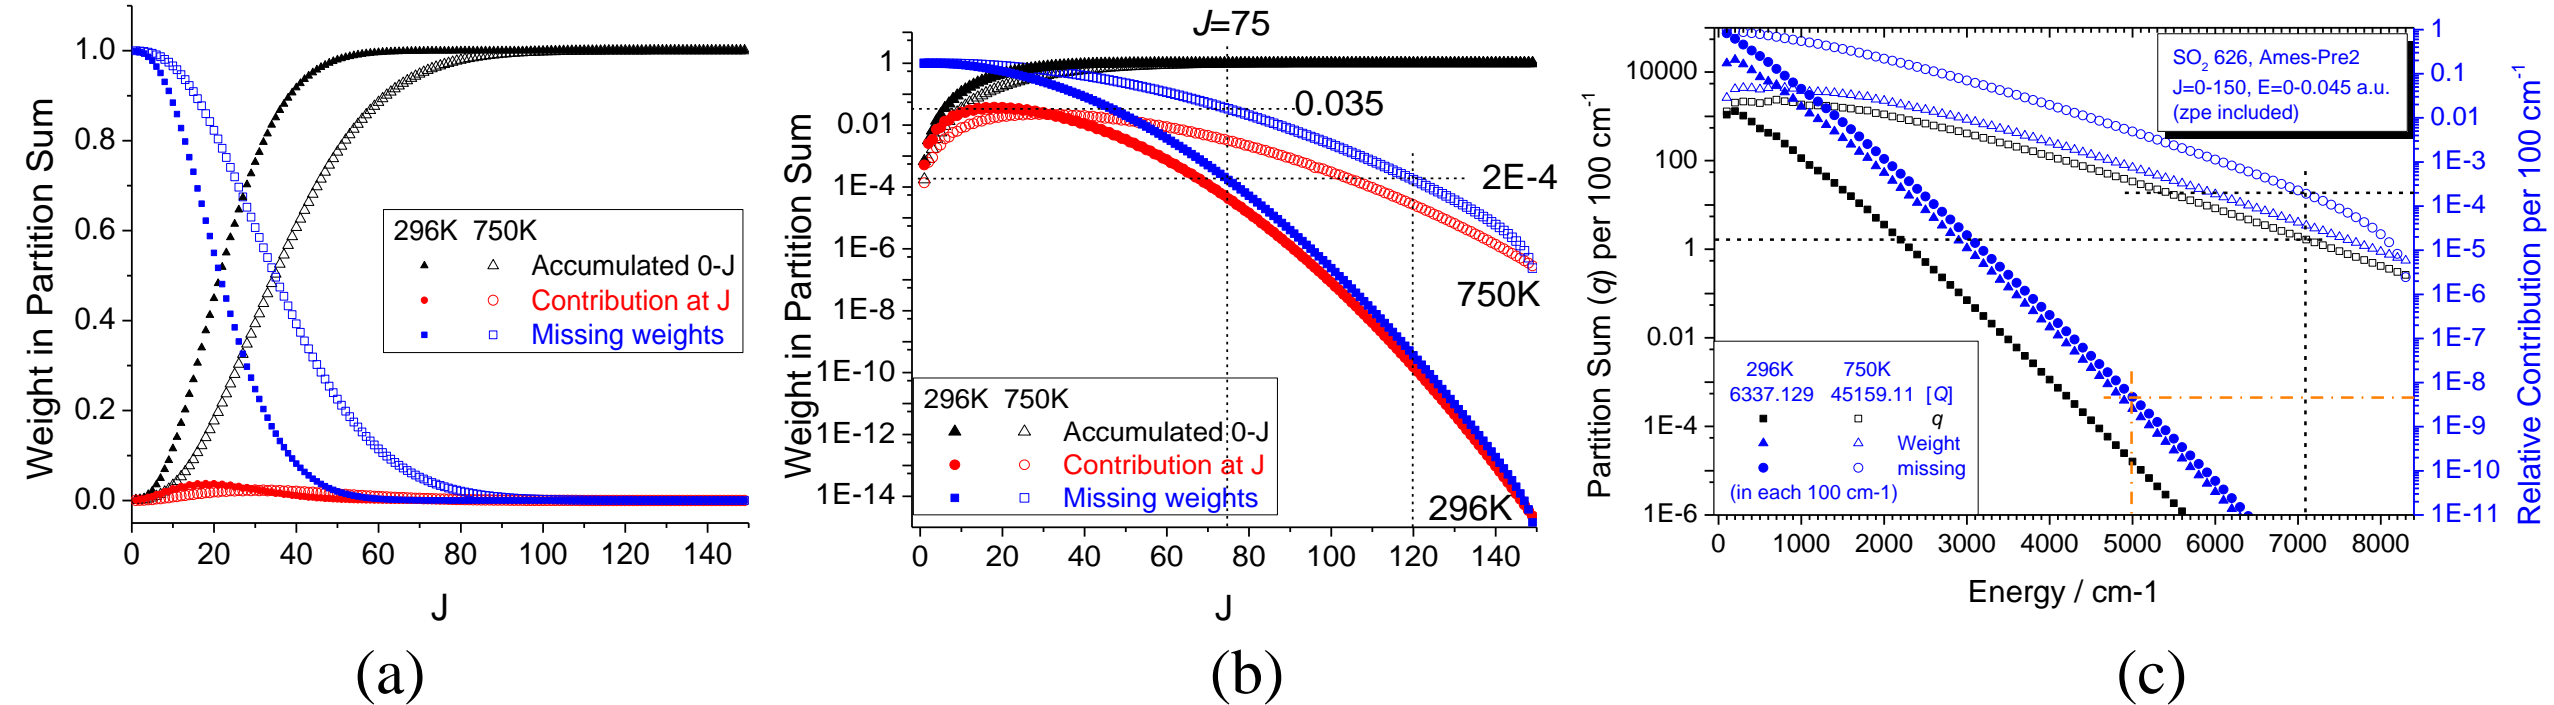 Weight in Partition Sum
1.0
0.8
0.6
0.4
0.2
0.0
0 20 40 60 80 100 120 140
J
296K 750K
Accumulated 0-J
Contribution at J
Missing weights
(a)
J=75
Weight in Partition Sum
1
0.01
1E-4
1E-6
1E-8
1E-10
1E-12
1E-14
0.035
2E-4
750K
296K
296K 750K
Accumulated 0-J
Contribution at J
Missing weights
0 20 40 60 80 100 120 140
J
(b)
Partition Sum (q) per 100 cm-1
10000
100
1
0.01
1E-4
1E-6
SO2 626, Ames-Pre2
J=0-150, E=0-0.045 a.u.
(zpe included)
296K 750K
6337.129 45159.11 [Q]
q
Weight
missing
(in each 100 cm-1)
0 1000 2000 3000 4000 5000 6000 7000 8000
Energy / cm-1
1
0.1
0.01
1E-3
1E-4
1E-5
1E-6
1E-7
1E-8
1E-9
1E-10
1E-11
Relative Contribution per 100 cm-1
(c)